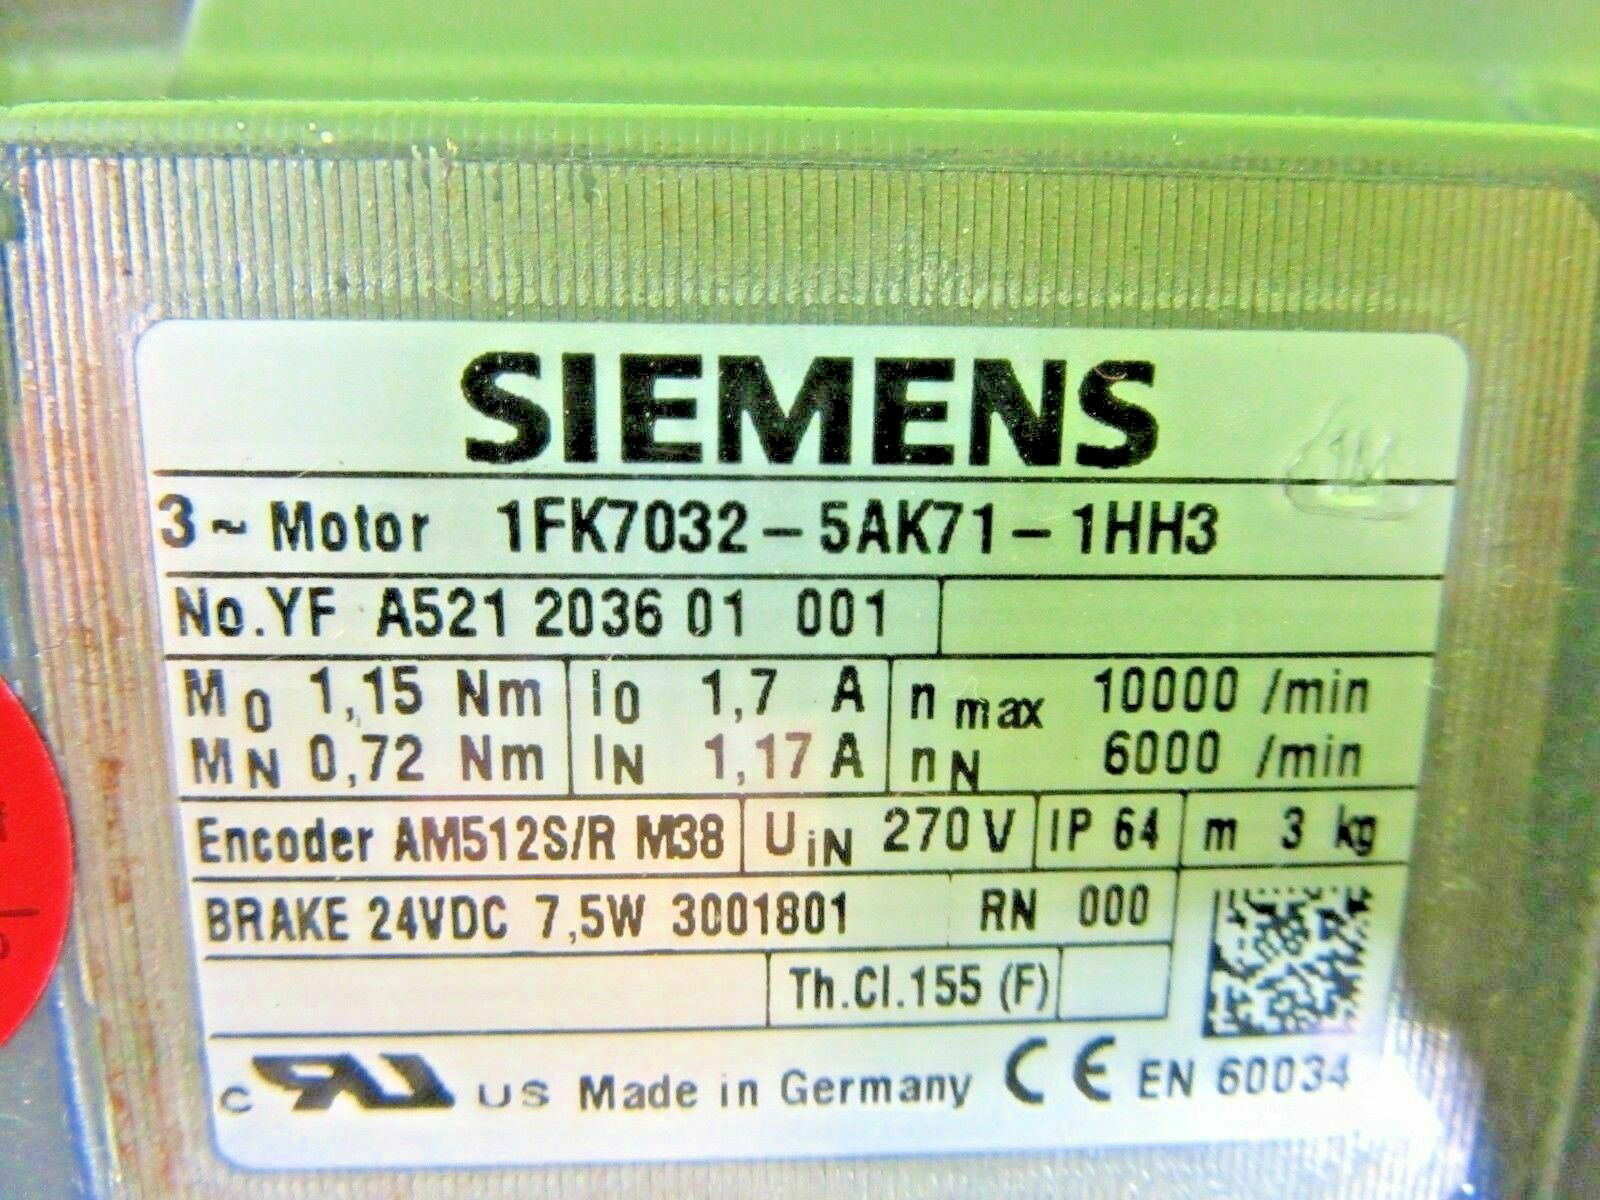 SIEMENS
3~Motor 1FK7032-5AK71-1HH3
No.YF A521 2036 01 001
M0 1,15 Nm I0 1,7 A nmax 10000 /min
MN 0,72 Nm IN 1,17 A nN 6000 /min
Encoder AM512S/R M38 UiN 270 V IP 64 m 3 kg
BRAKE 24VDC 7,5W 3001801 RN 000
Th.Cl.155 (F)
c US Made in Germany CE EN 60034